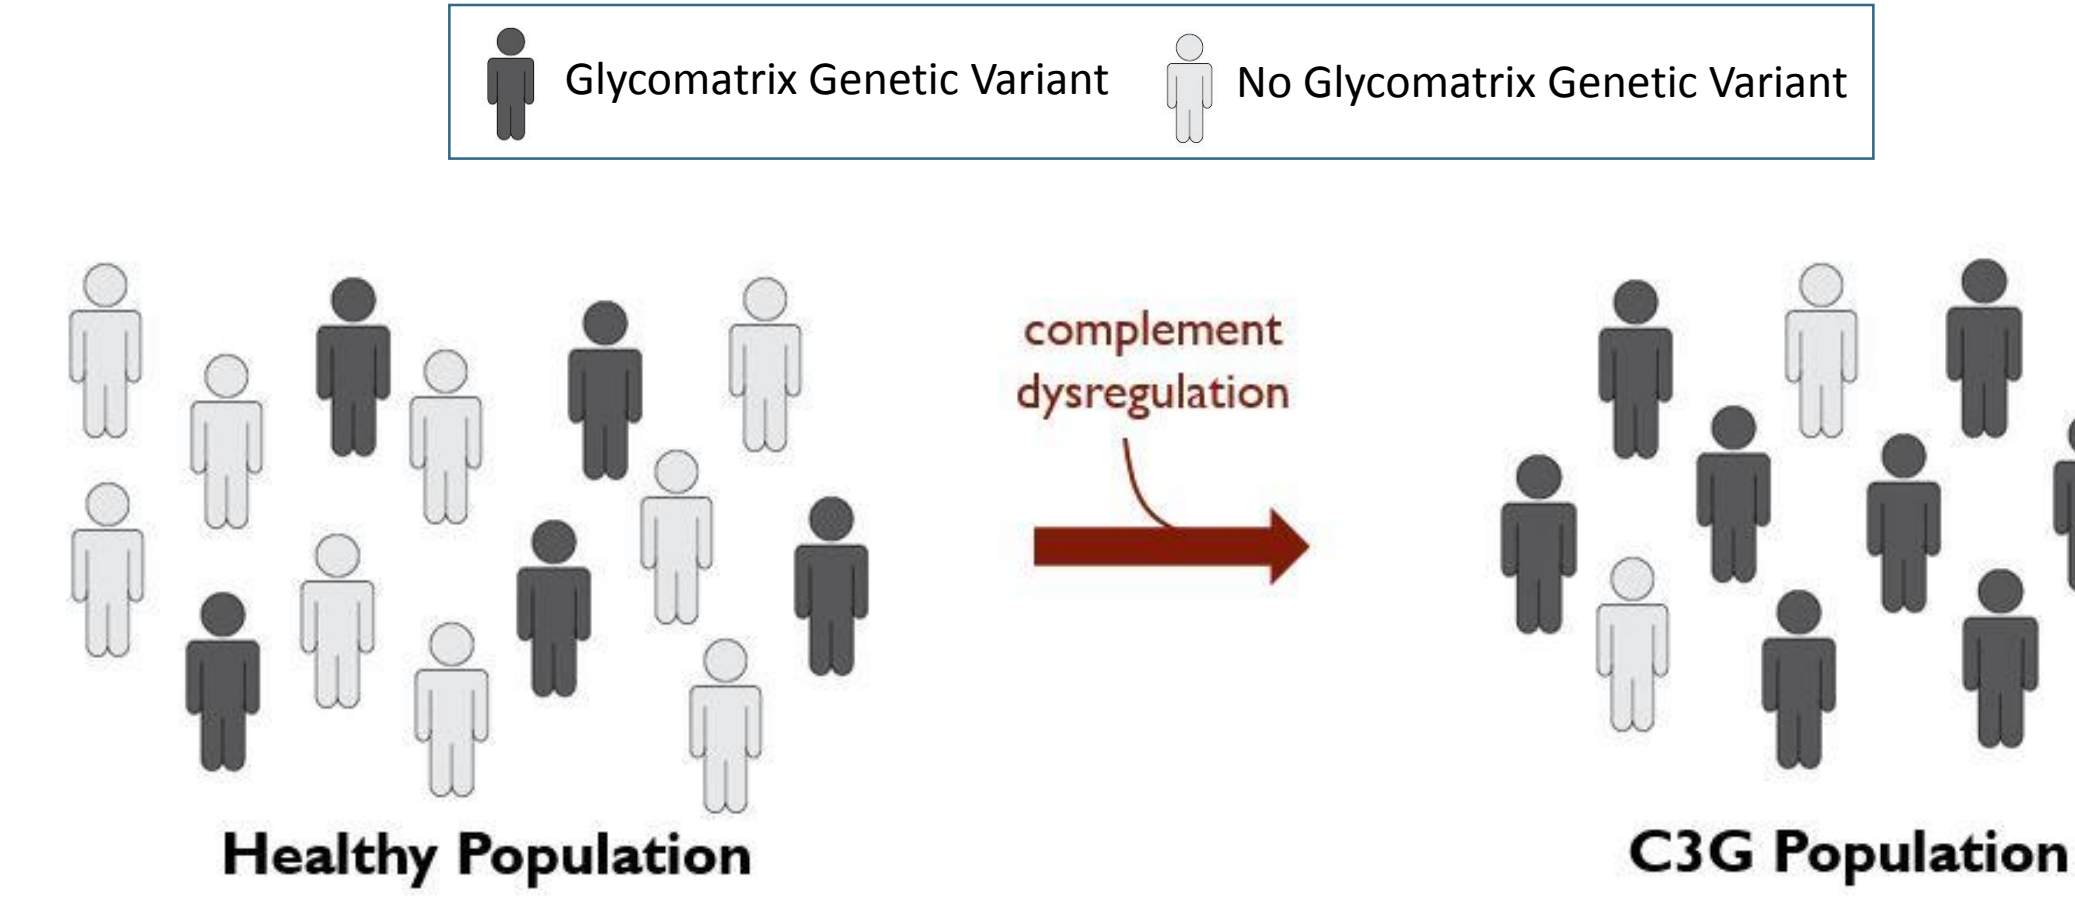 Glycomatrix Genetic Variant
No Glycomatrix Genetic Variant
complement
dysregulation
Healthy Population
C3G Population